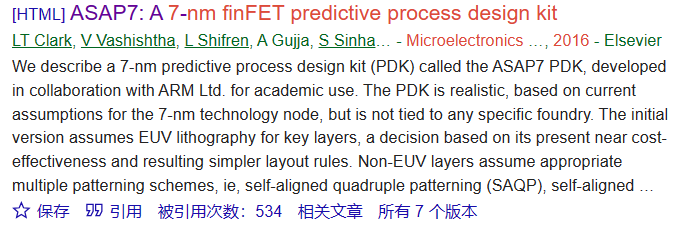 [HTML] ASAP7: A 7-nm finFET predictive process design kit
LT Clark, V Vashishtha, L Shifren, A Gujja, S Sinha… - Microelectronics …, 2016 - Elsevier
We describe a 7-nm predictive process design kit (PDK) called the ASAP7 PDK, developed
in collaboration with ARM Ltd. for academic use. The PDK is realistic, based on current
assumptions for the 7-nm technology node, but is not tied to any specific foundry. The initial
version assumes EUV lithography for key layers, a decision based on its present near cost-
effectiveness and resulting simpler layout rules. Non-EUV layers assume appropriate
multiple patterning schemes, ie, self-aligned quadruple patterning (SAQP), self-aligned …
保存 引用 被引用次数：534 相关文章 所有 7 个版本